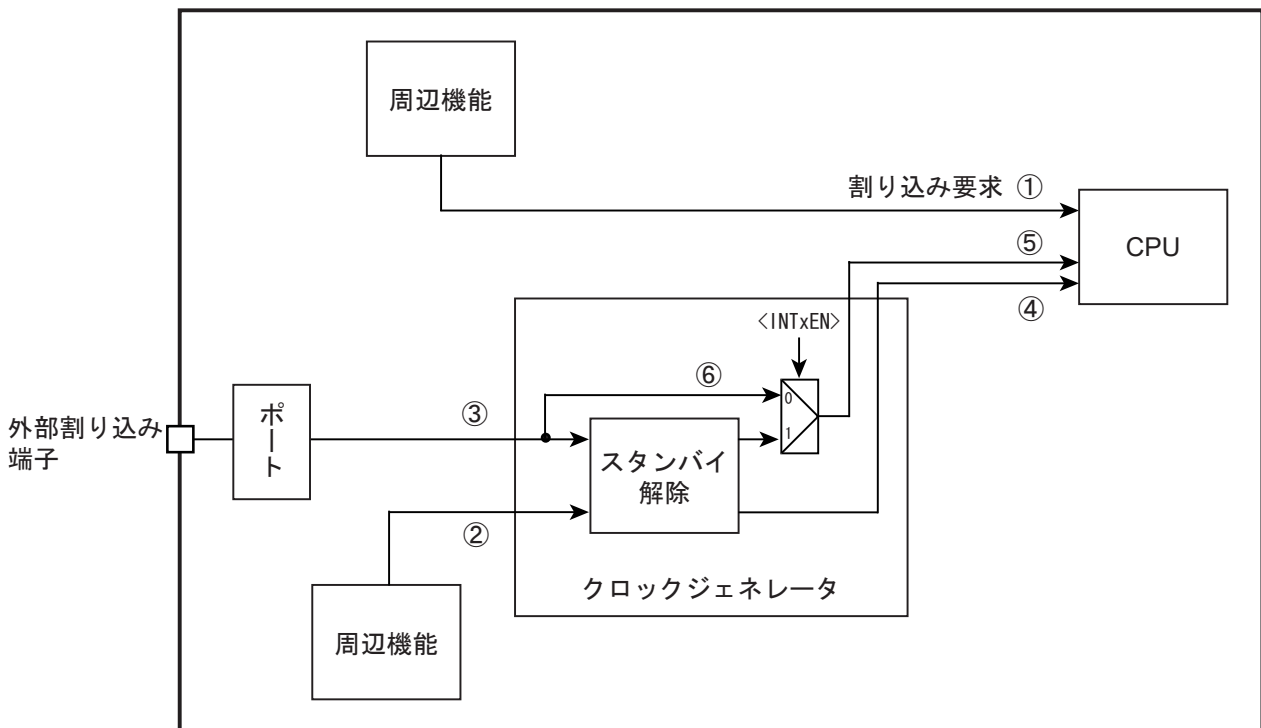 周辺機能
割り込み要求 ①
CPU
⑤
④
<INTxEN>
⑥
0
1
外部割り込み
端子
ポート
③
スタンバイ
解除
②
クロックジェネレータ
周辺機能